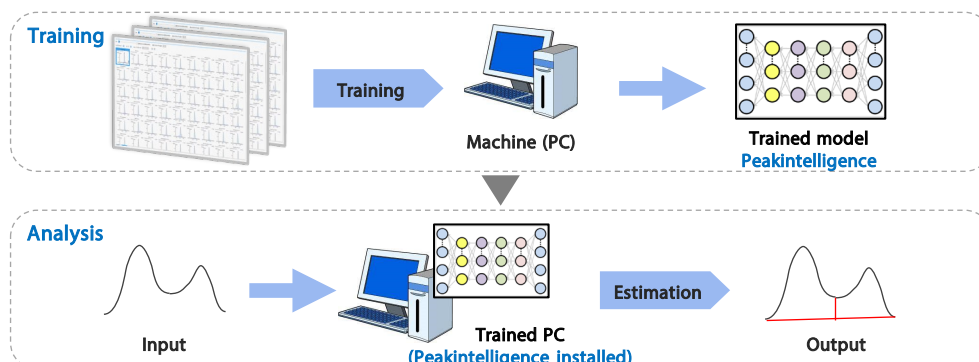 Training
Training
Machine (PC)
Trained model
Peakintelligence
Analysis
Input
Trained PC
(Peakintelligence installed)
Estimation
Output